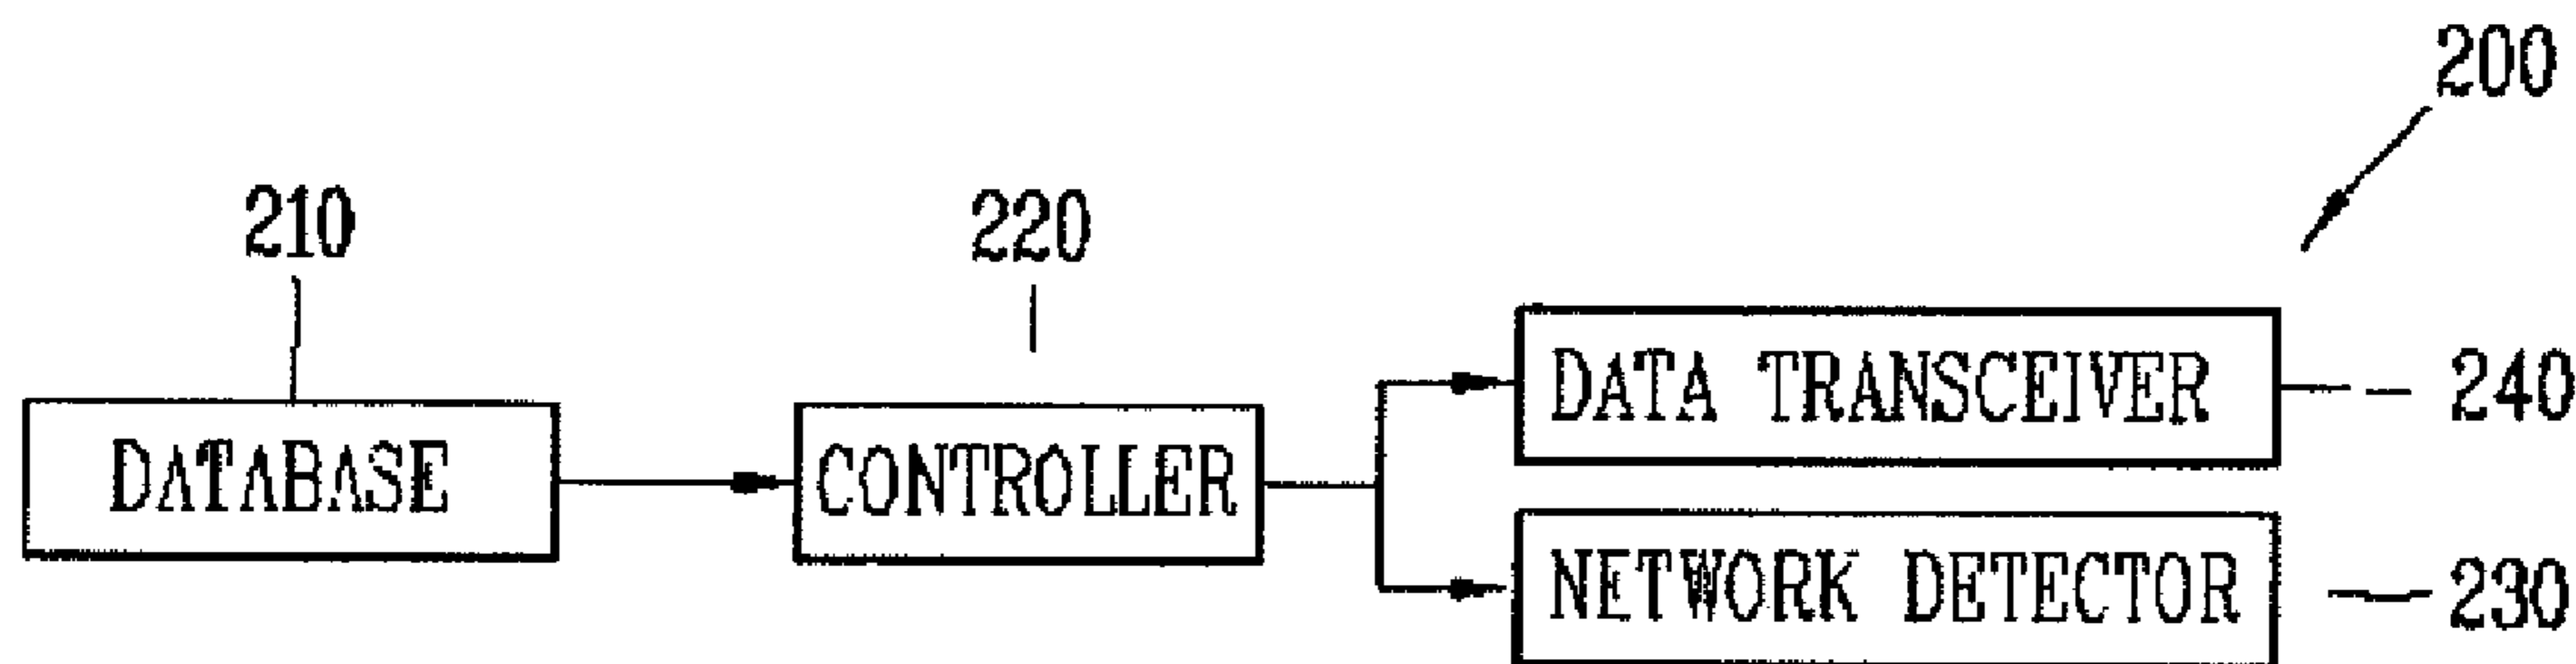 200
210
220
DATA TRANSCEIVER
240
DATABASE
CONTROLLER
NETWORK DETECTOR
230